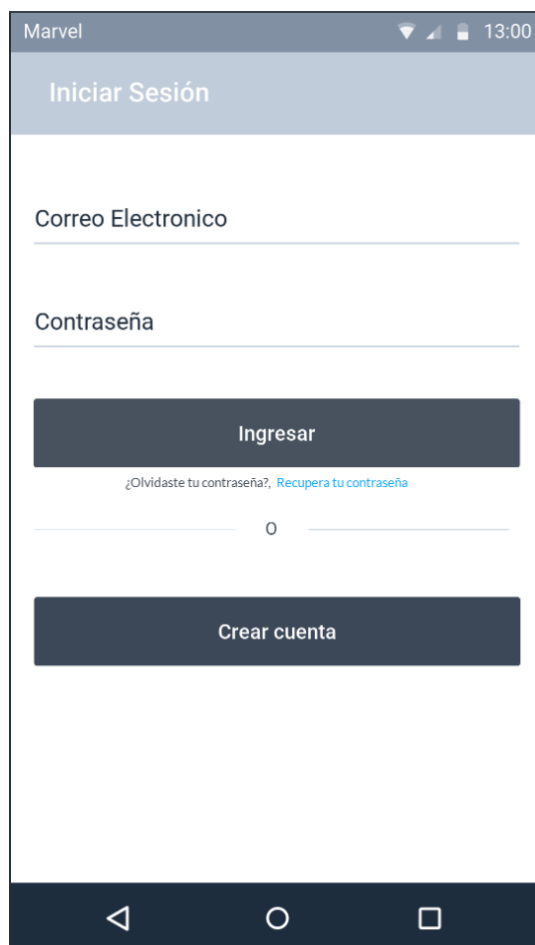 Marvel 13:00
Iniciar Sesión
Correo Electronico
Contraseña
Ingresar
¿Olvidaste tu contraseña?, Recupera tu contraseña
O
Crear cuenta